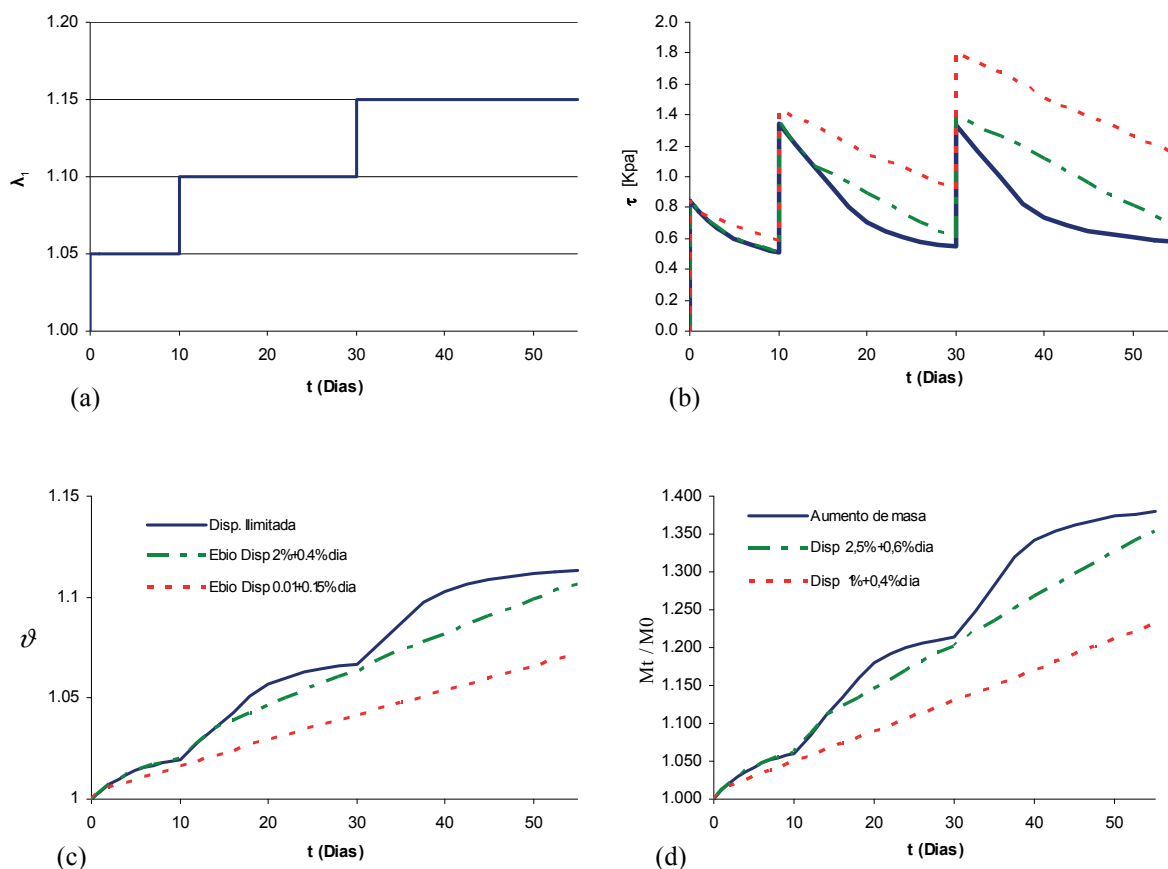 1.20
1.15
1.10
1.05
1.00
λ1
0 10 20 30 40 50
t (Dias)
(a)
2.0
1.8
1.6
1.4
1.2
1.0
0.8
0.6
0.4
0.2
0.0
τ [Kpa]
0 10 20 30 40 50
t (Dias)
(b)
1.15
1.1
1.05
1
ϑ
Disp. Ilimitada
Ebio Disp 2%+0.4%dia
Ebio Disp 0.01+0.15%dia
0 10 20 30 40 50
t (Dias)
(c)
1.400
1.350
1.300
1.250
1.200
1.150
1.100
1.050
1.000
Mt / M0
Aumento de masa
Disp 2,5%+0,6%dia
Disp 1%+0,4%dia
0 10 20 30 40 50
t (Dias)
(d)